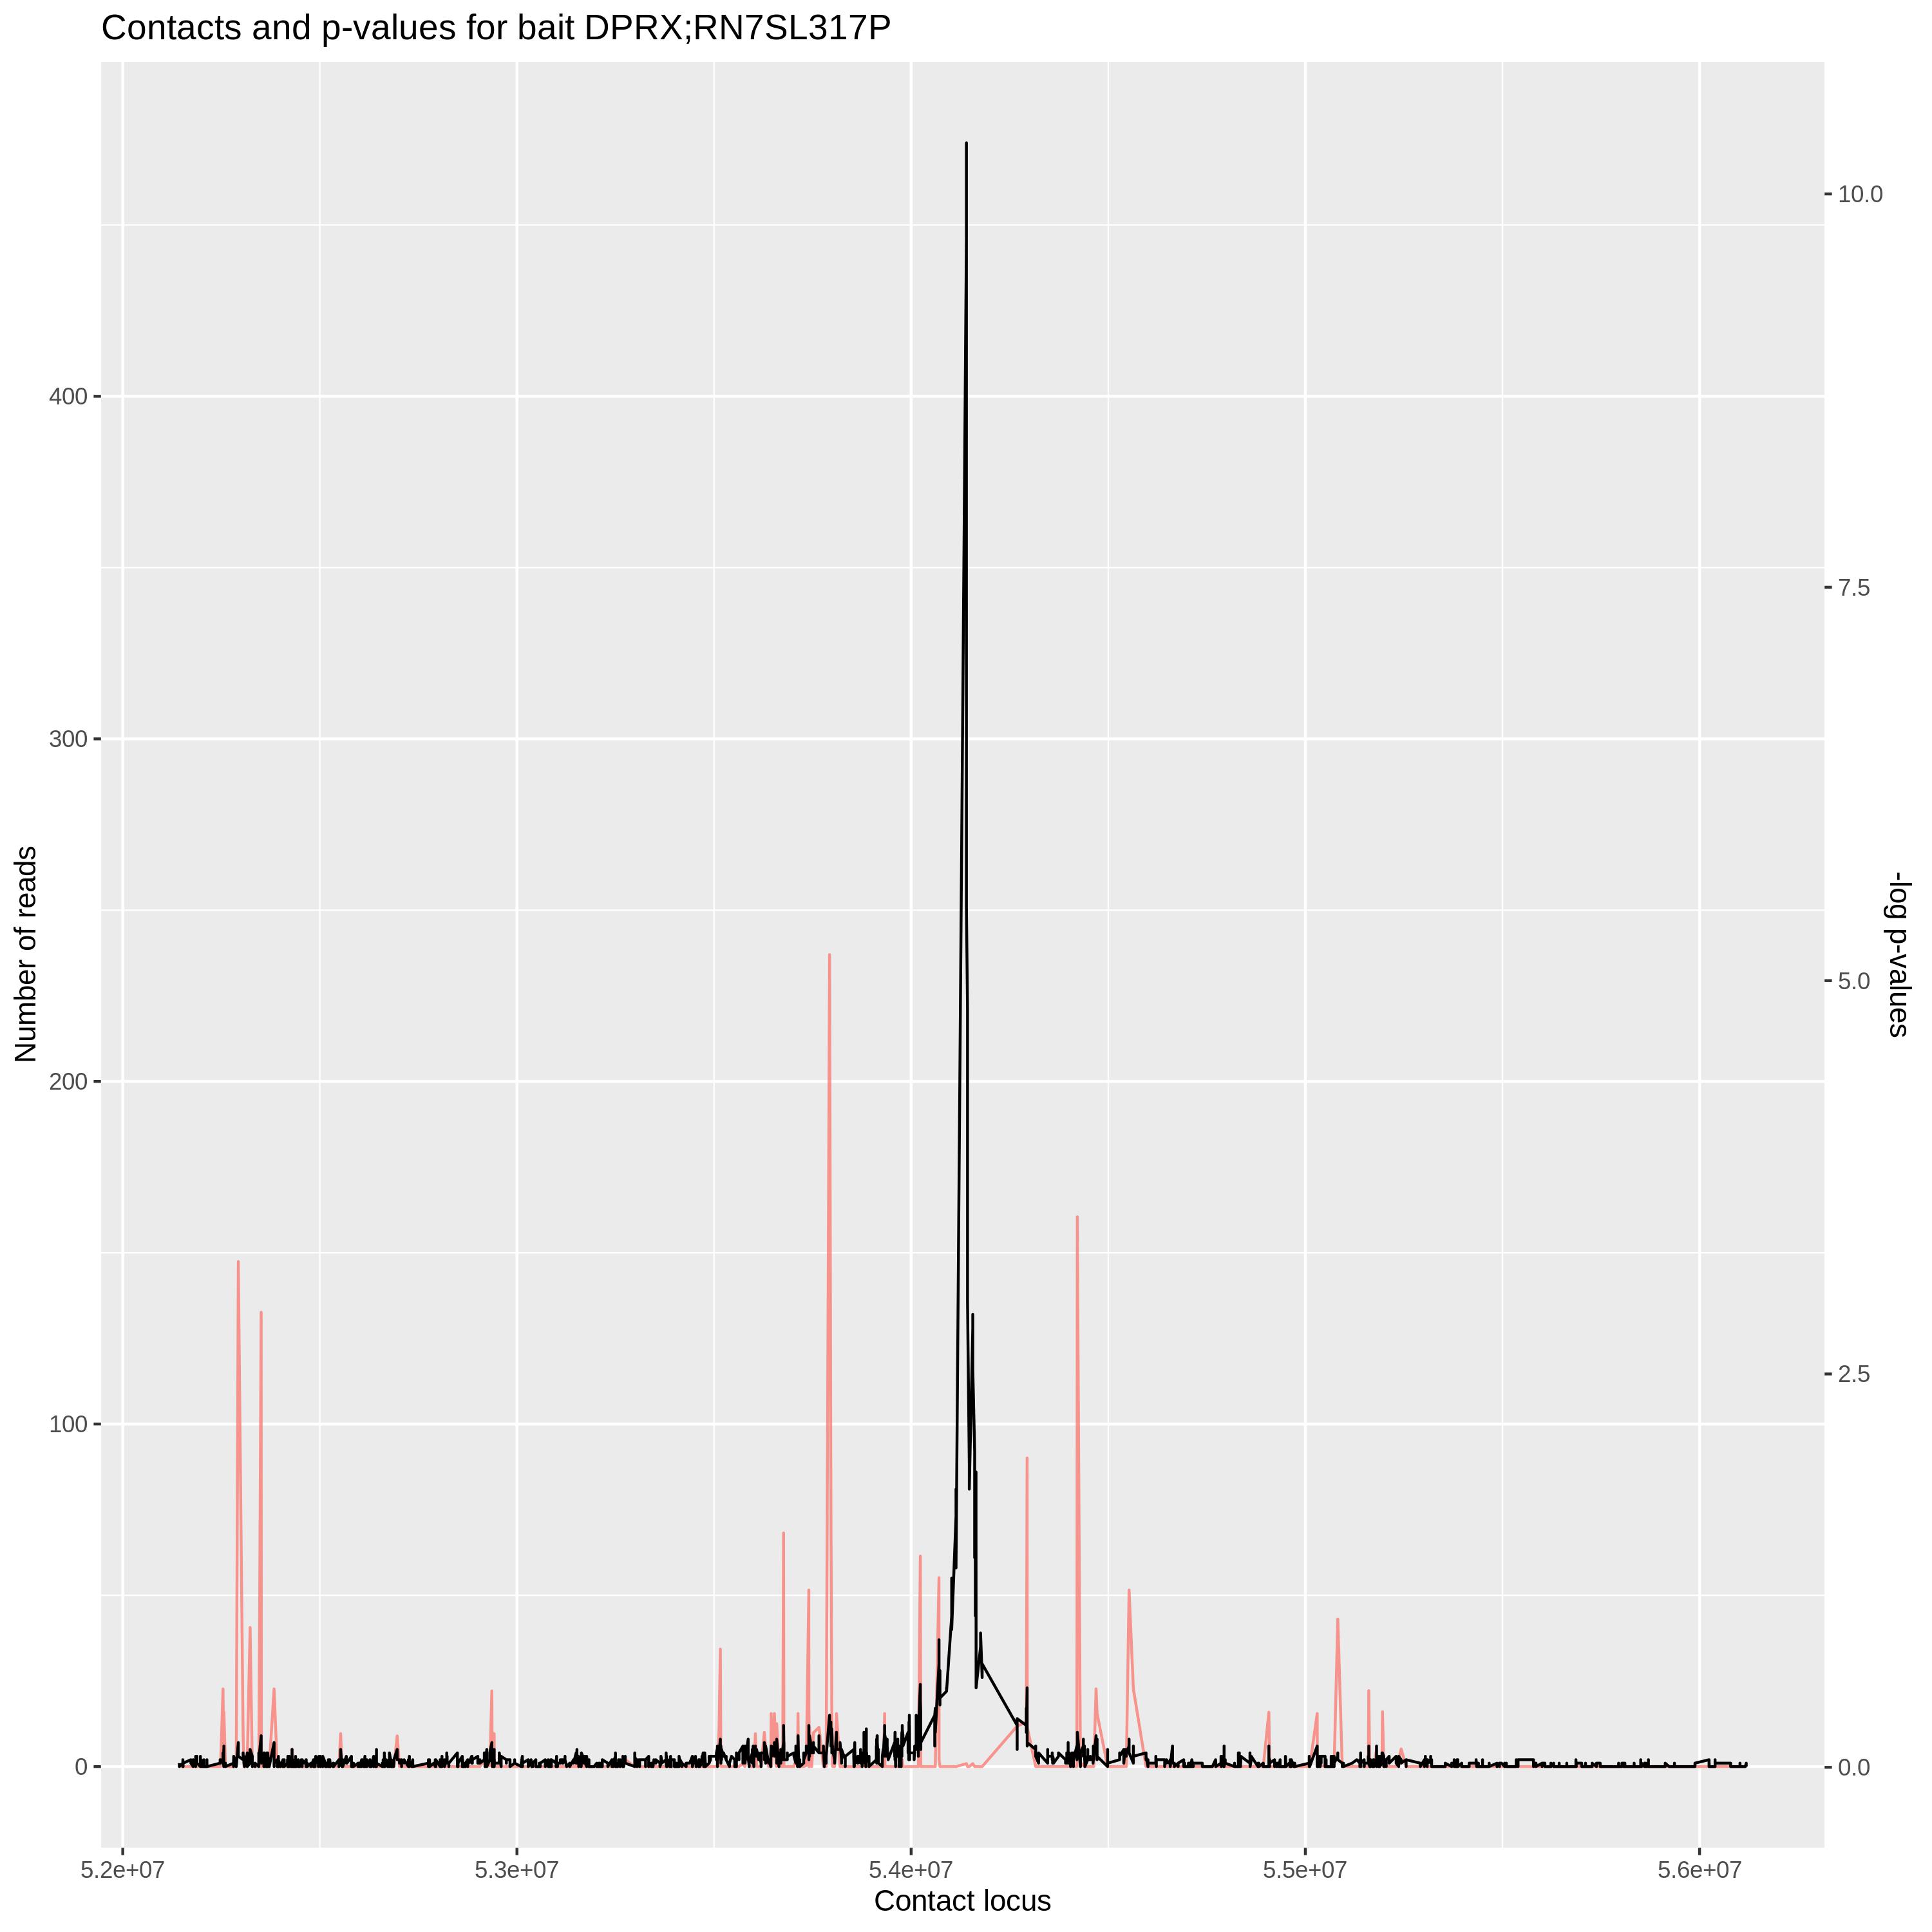 Contacts and p-values for bait DPRX;RN7SL317P
400
300
200
100
0
Number of reads
10.0
7.5
5.0
2.5
0.0
-log p-values
5.2e+07
5.3e+07
5.4e+07
5.5e+07
5.6e+07
Contact locus